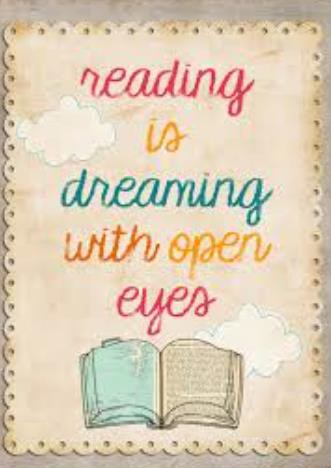 reading
is
dreaming
with open
eyes